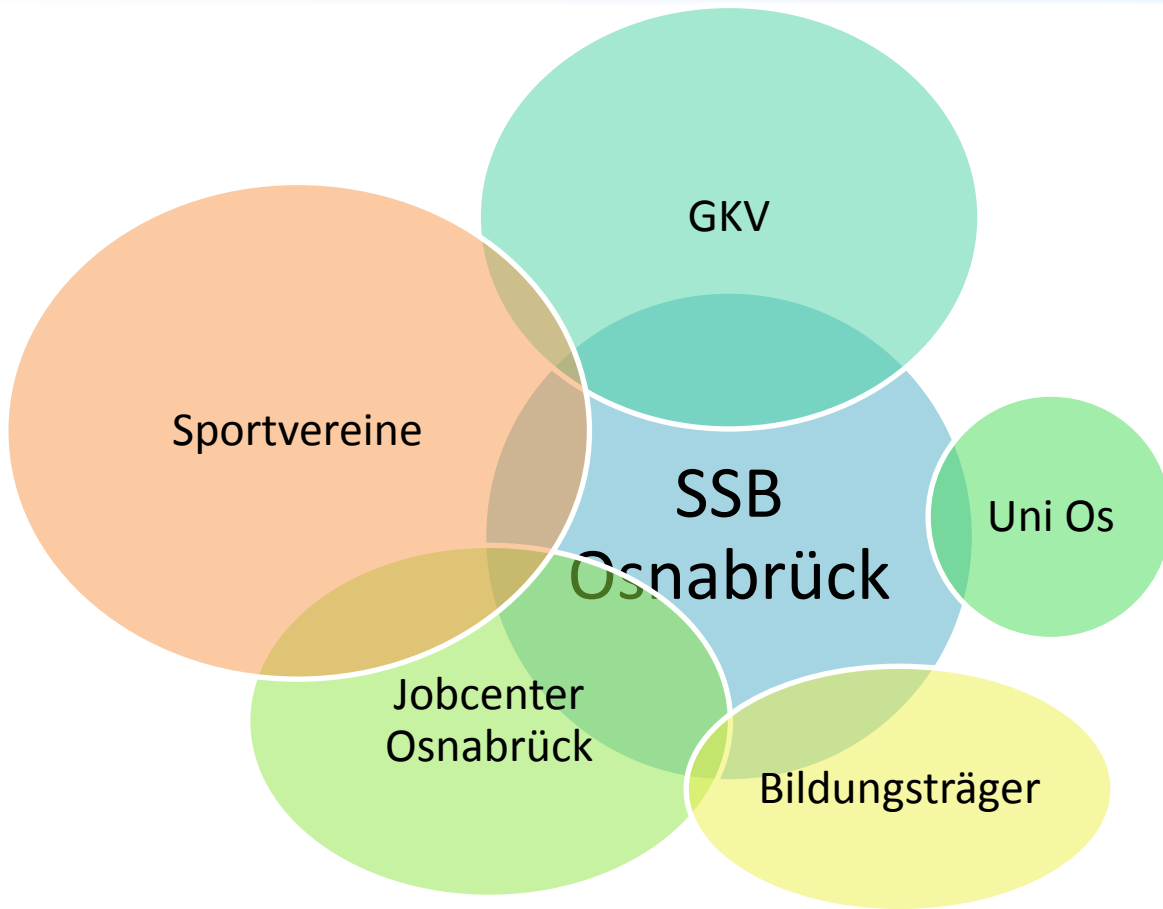 GKV
Sportvereine
SSB
Osnabrück
Uni Os
Jobcenter
Osnabrück
Bildungsträger